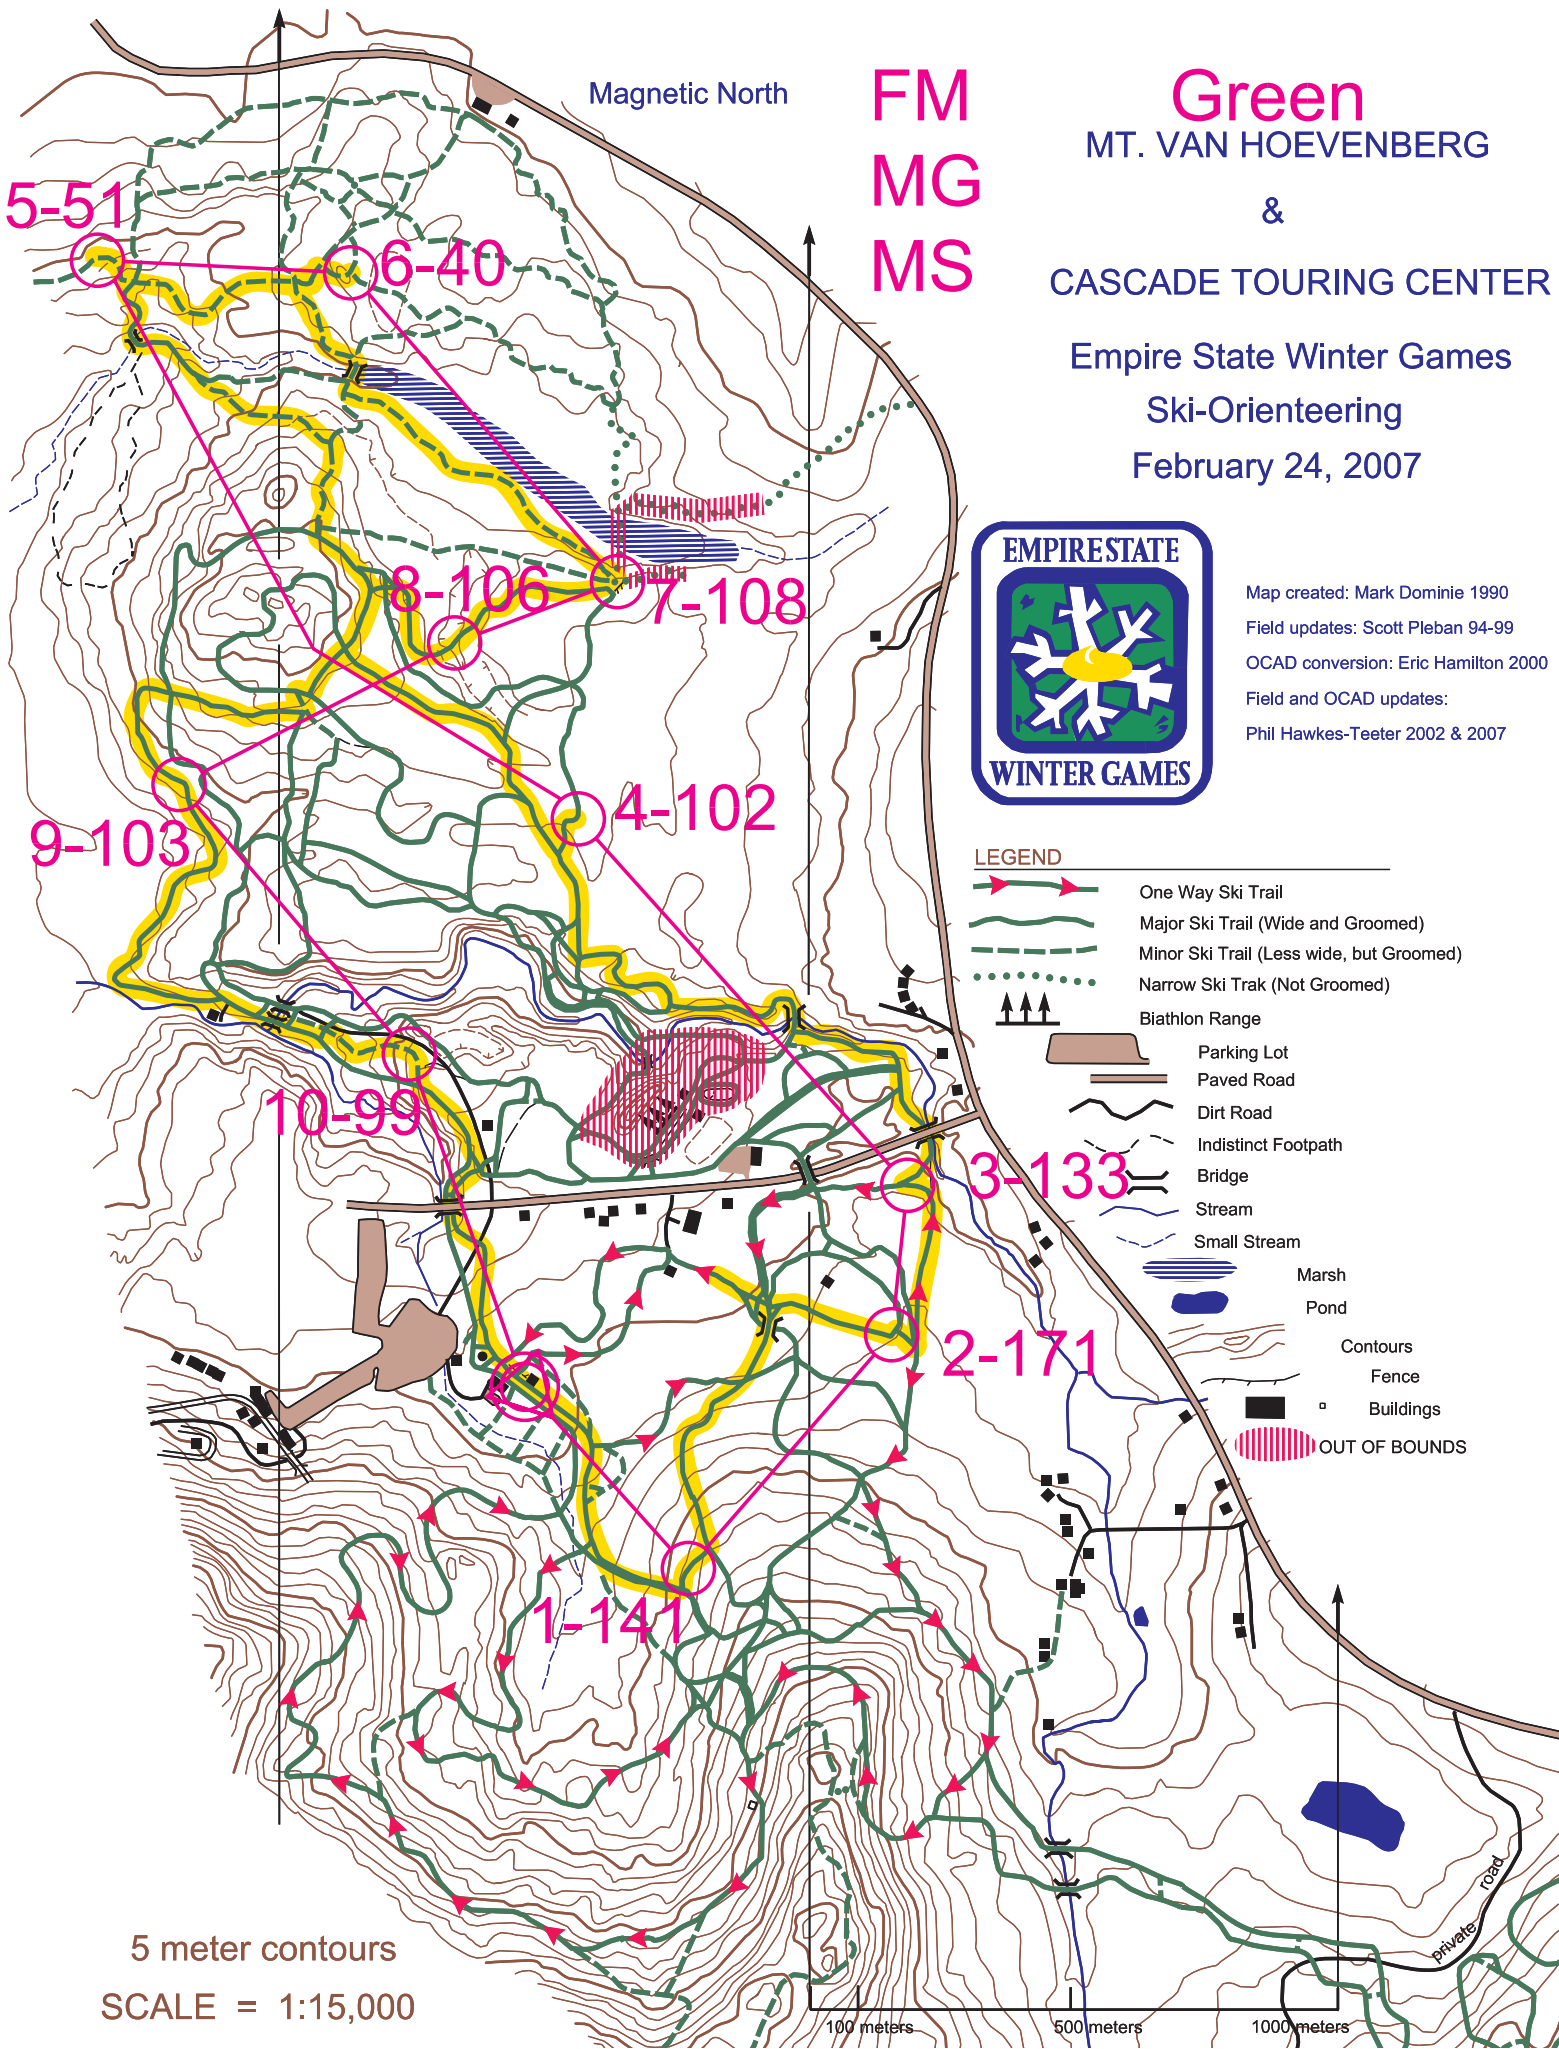 Magnetic North
FM
MG
MS
Green
MT. VAN HOEVENBERG
&
CASCADE TOURING CENTER
Empire State Winter Games
Ski-Orienteering
February 24, 2007
EMPIRE STATE
WINTER GAMES
Map created: Mark Dominie 1990
Field updates: Scott Pleban 94-99
OCAD conversion: Eric Hamilton 2000
Field and OCAD updates:
Phil Hawkes-Teeter 2002 & 2007
5-51
6-40
8-106
7-108
4-102
9-103
10-99
3-133
2-171
1-141
LEGEND
One Way Ski Trail
Major Ski Trail (Wide and Groomed)
Minor Ski Trail (Less wide, but Groomed)
Narrow Ski Trak (Not Groomed)
Biathlon Range
Parking Lot
Paved Road
Dirt Road
Indistinct Footpath
Bridge
Stream
Small Stream
Marsh
Pond
Contours
Fence
Buildings
OUT OF BOUNDS
private road
5 meter contours
SCALE = 1:15,000
100 meters
500 meters
1000 meters